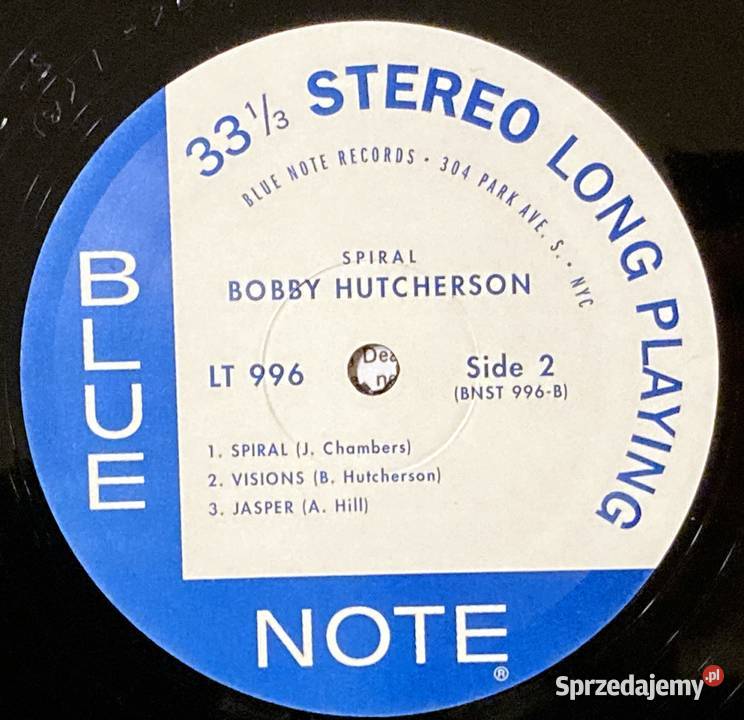 33⅓ STEREO LONG PLAYING
BLUE NOTE RECORDS • 304 PARK AVE. S. • NYC
SPIRAL
BOBBY HUTCHERSON
LT 996
Side 2
(BNST 996-B)
1. SPIRAL (J. Chambers)
2. VISIONS (B. Hutcherson)
3. JASPER (A. Hill)
BLUE
NOTE®
Sprzedajemy.pl